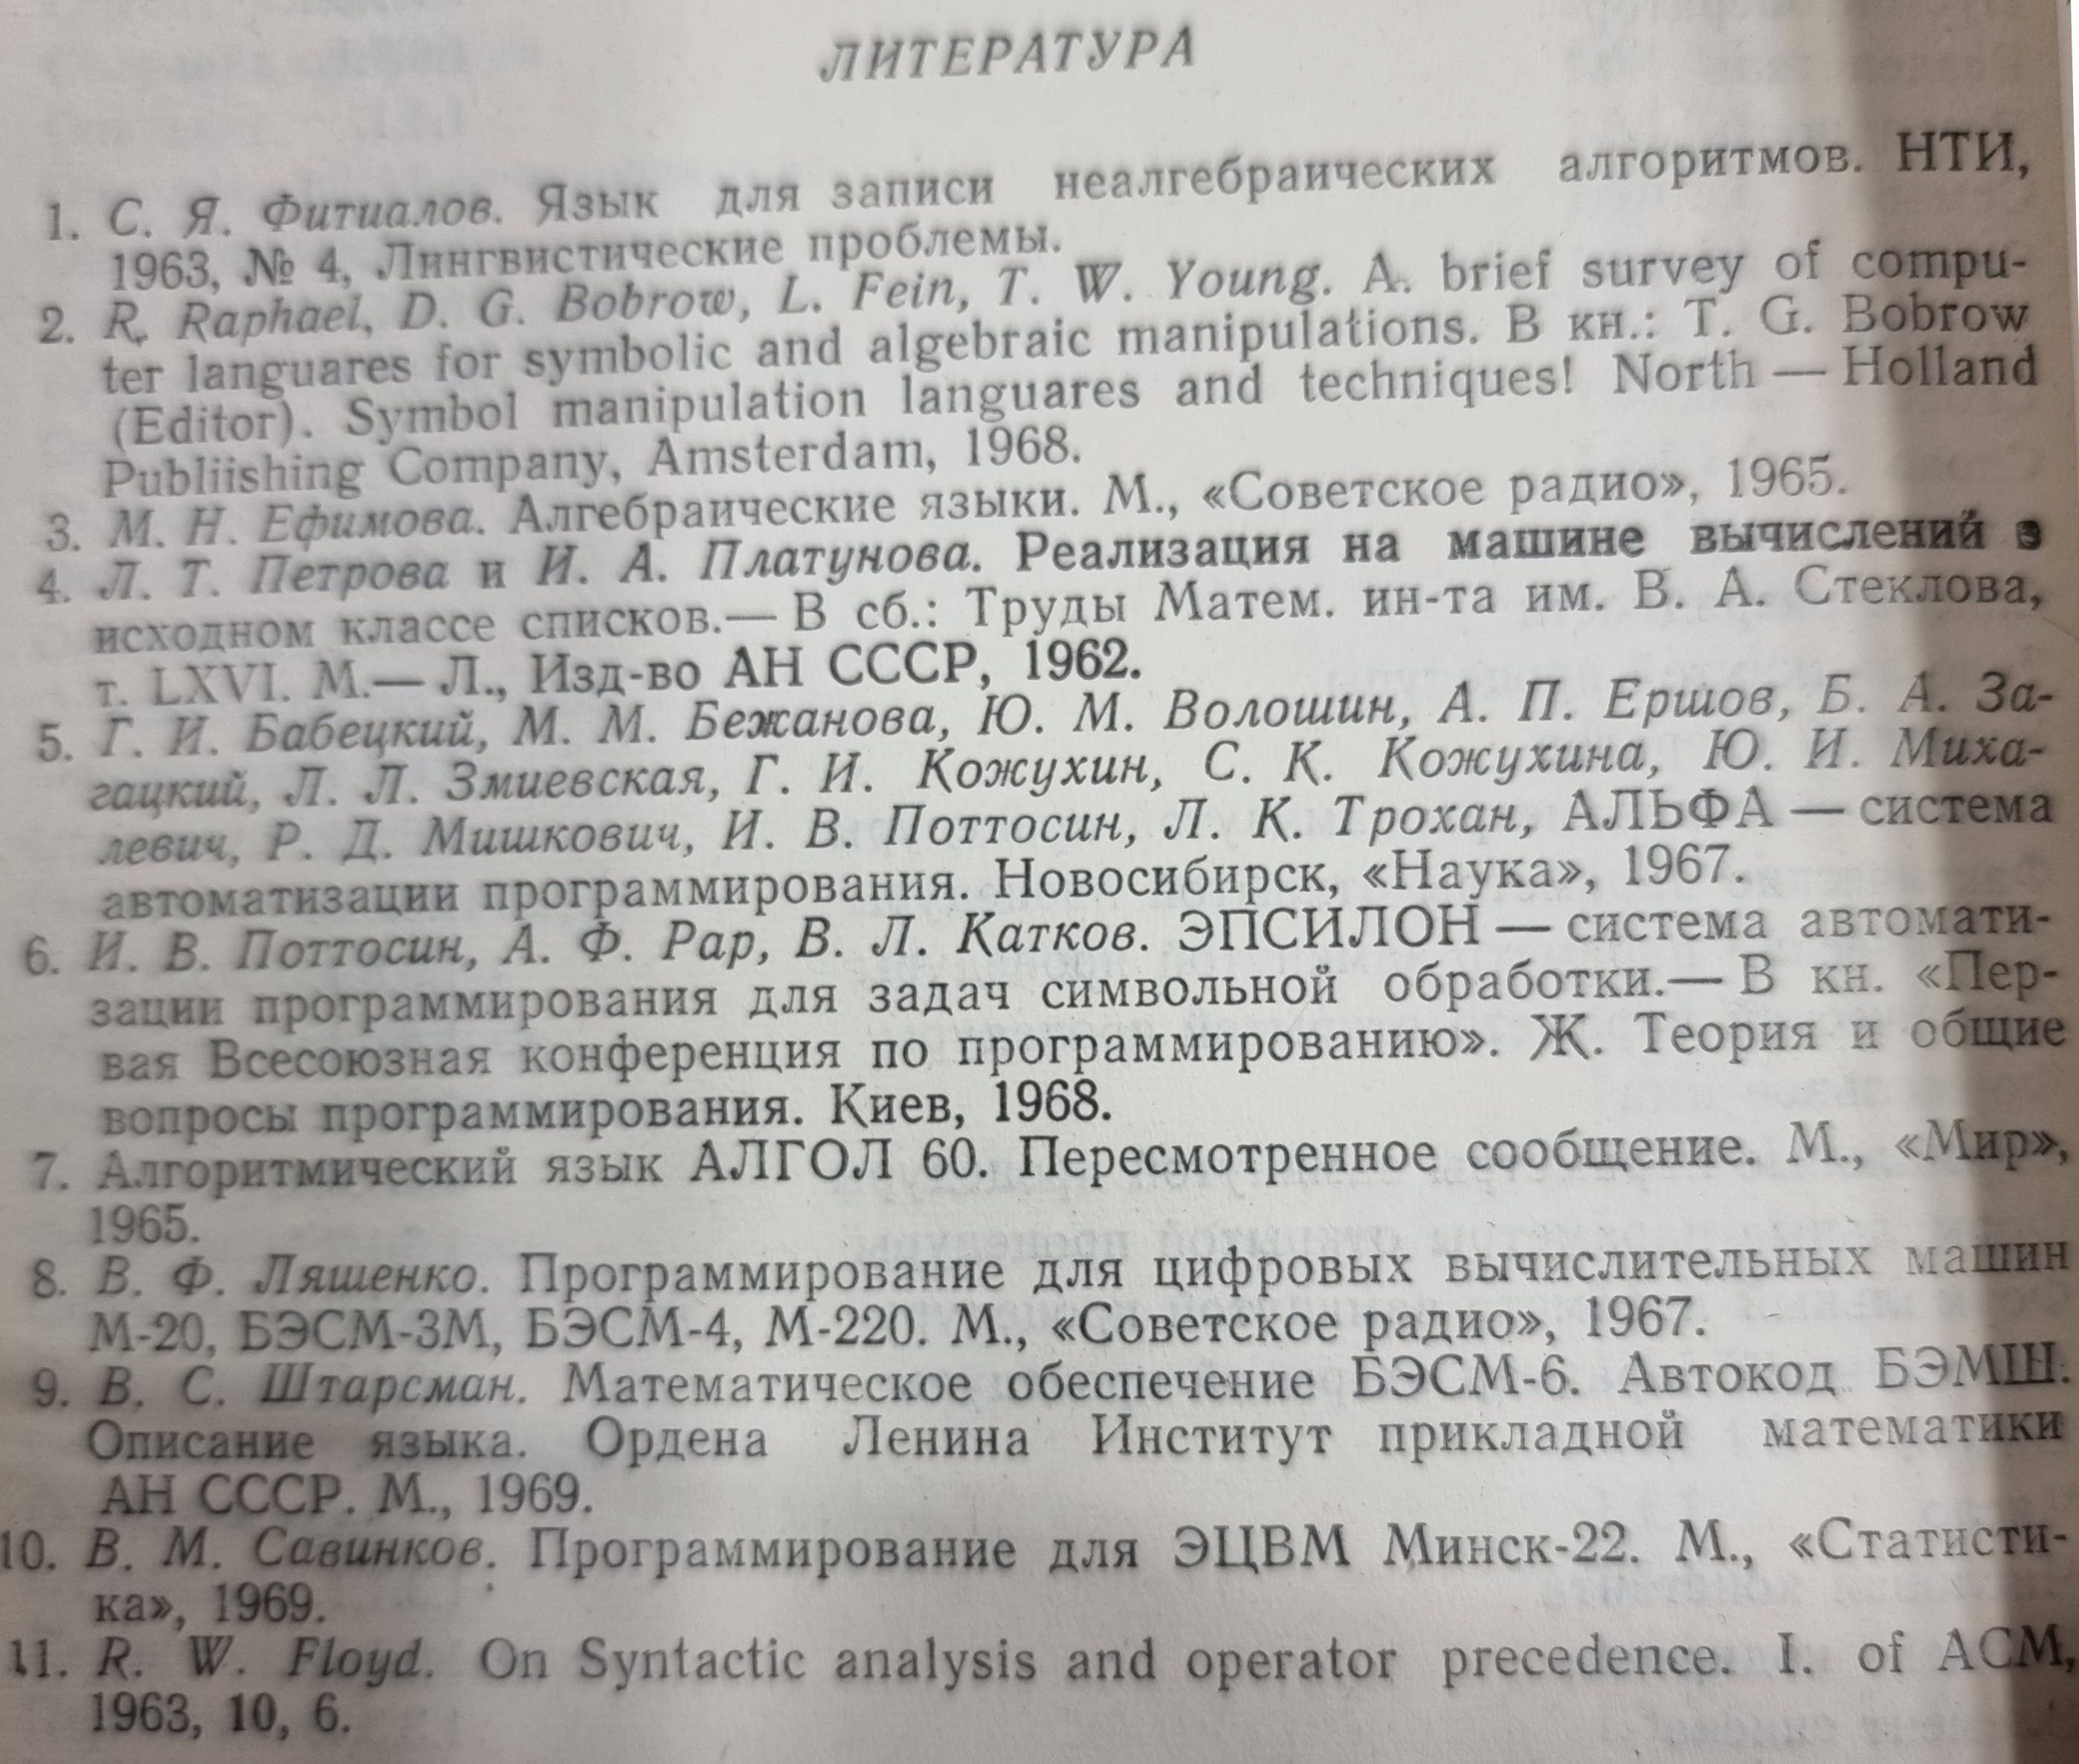 ЛИТЕРАТУРА
1. С. Я. Фитиалов. Язык для записи неалгебраических алгоритмов. НТИ,
1963, № 4, Лингвистические проблемы.
2. R. Raphael, D. G. Bobrow, L. Fein, T. W. Young. A. brief survey of compu-
ter languares for symbolic and algebraic manipulations. В кн.: T. G. Bobrow
(Editor). Symbol manipulation languares and techniques! North — Holland
Publiishing Company, Amsterdam, 1968.
3. М. Н. Ефимова. Алгебраические языки. М., «Советское радио», 1965.
4. Л. Т. Петрова и И. А. Платунова. Реализация на машине вычислений в
исходном классе списков.— В сб.: Труды Матем. ин-та им. В. А. Стеклова,
т. LXVI. М.— Л., Изд-во АН СССР, 1962.
5. Г. И. Бабецкий, М. М. Бежанова, Ю. М. Волошин, А. П. Ершов, Б. А. За-
гацкий, Л. Л. Змиевская, Г. И. Кожухин, С. К. Кожухина, Ю. И. Миха-
левич, Р. Д. Мишкович, И. В. Поттосин, Л. К. Трохан, АЛЬФА — система
автоматизации программирования. Новосибирск, «Наука», 1967.
6. И. В. Поттосин, А. Ф. Рар, В. Л. Катков. ЭПСИЛОН — система автомати-
зации программирования для задач символьной обработки.— В кн. «Пер-
вая Всесоюзная конференция по программированию». Ж. Теория и общие
вопросы программирования. Киев, 1968.
7. Алгоритмический язык АЛГОЛ 60. Пересмотренное сообщение. М., «Мир»,
1965.
8. В. Ф. Ляшенко. Программирование для цифровых вычислительных машин
М-20, БЭСМ-3М, БЭСМ-4, М-220. М., «Советское радио», 1967.
9. В. С. Штарсман. Математическое обеспечение БЭСМ-6. Автокод БЭМШ.
Описание языка. Ордена Ленина Институт прикладной математики
АН СССР. М., 1969.
10. В. М. Савинков. Программирование для ЭЦВМ Минск-22. М., «Статисти-
ка», 1969.
11. R. W. Floyd. On Syntactic analysis and operator precedence. I. of ACM,
1963, 10, 6.